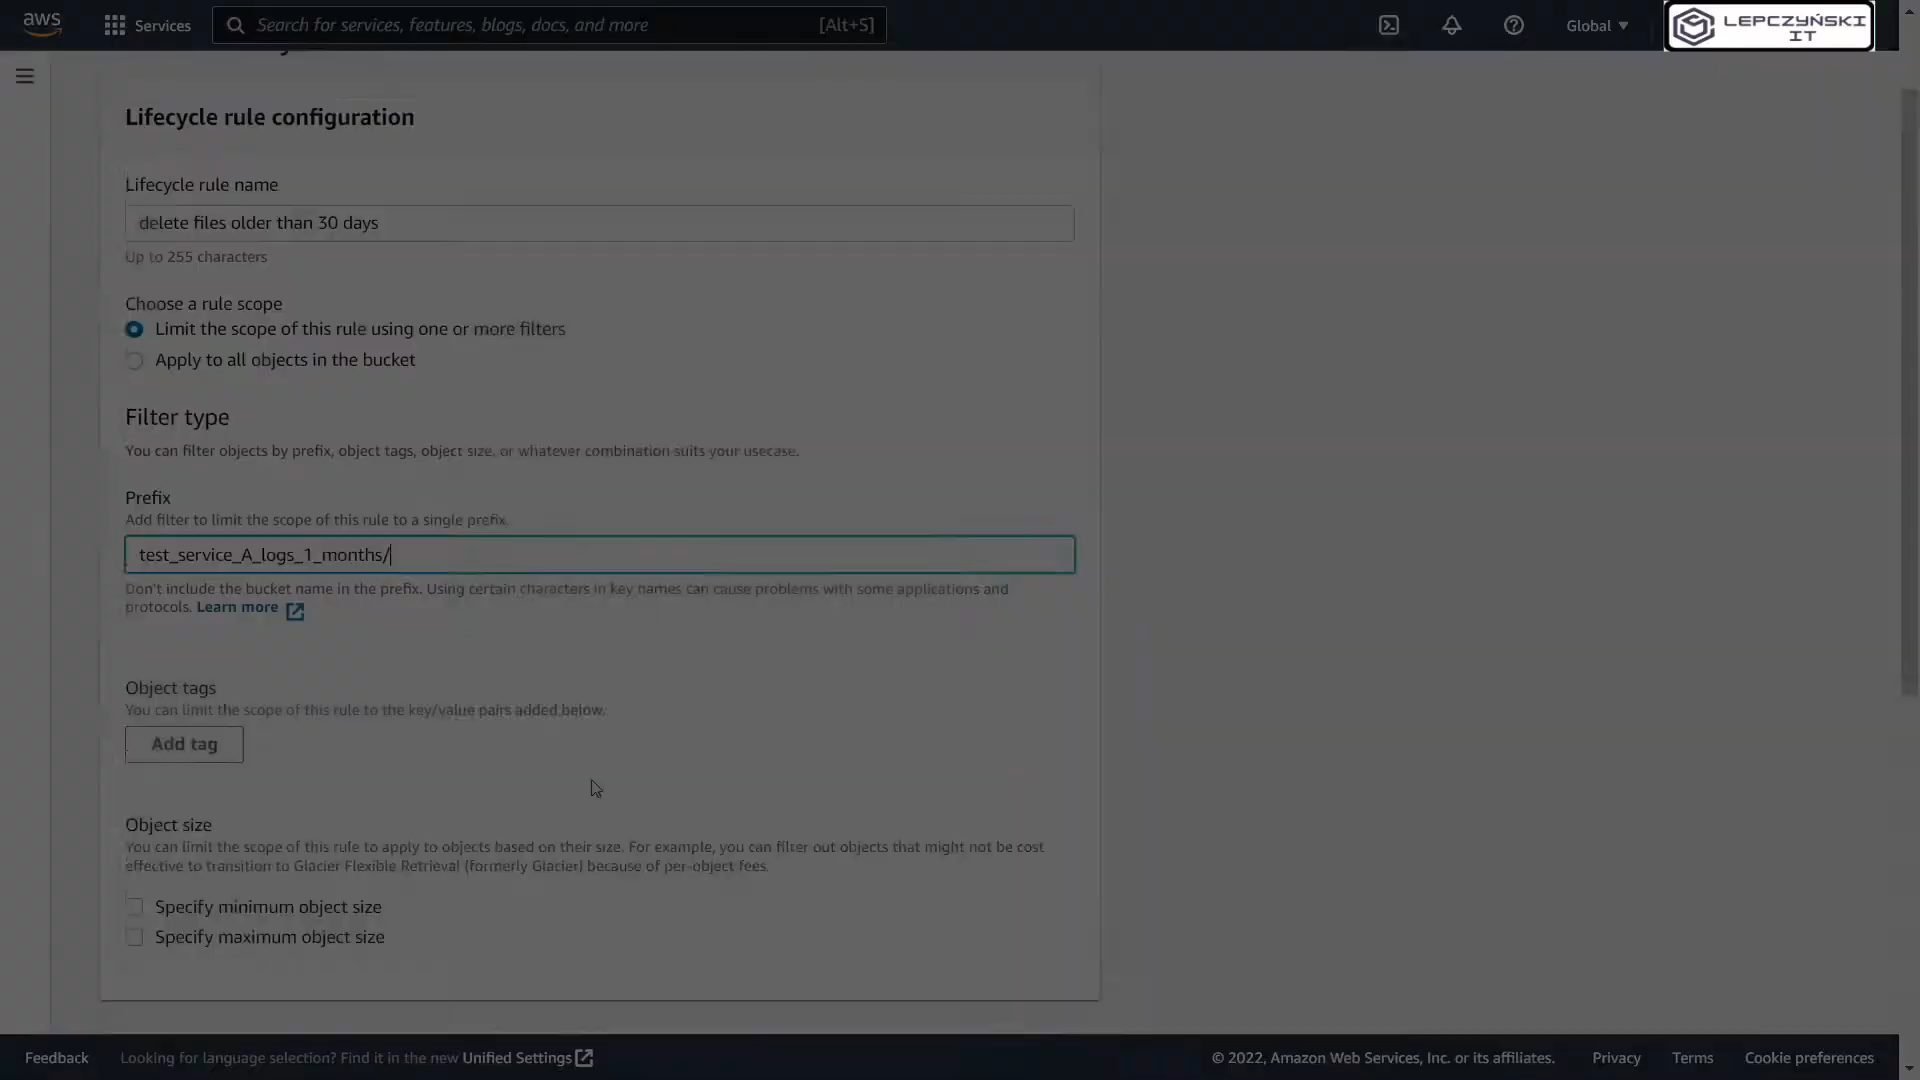 aws
Services
Search for services, features, blogs, docs, and more
[Alt+S]
Global
LEPCZYŃSKI
IT
Lifecycle rule configuration
Lifecycle rule name
delete files older than 30 days
Up to 255 characters
Choose a rule scope
Limit the scope of this rule using one or more filters
Apply to all objects in the bucket
Filter type
You can filter objects by prefix, object tags, object size, or whatever combination suits your usecase.
Prefix
Add filter to limit the scope of this rule to a single prefix.
test_service_A_logs_1_months/
Don't include the bucket name in the prefix. Using certain characters in key names can cause problems with some applications and
protocols. Learn more
Object tags
You can limit the scope of this rule to the key/value pairs added below.
Add tag
Object size
You can limit the scope of this rule to apply to objects based on their size. For example, you can filter out objects that might not be cost
effective to transition to Glacier Flexible Retrieval (formerly Glacier) because of per-object fees.
Specify minimum object size
Specify maximum object size
Feedback
Looking for language selection? Find it in the new Unified Settings
© 2022, Amazon Web Services, Inc. or its affiliates.
Privacy
Terms
Cookie preferences